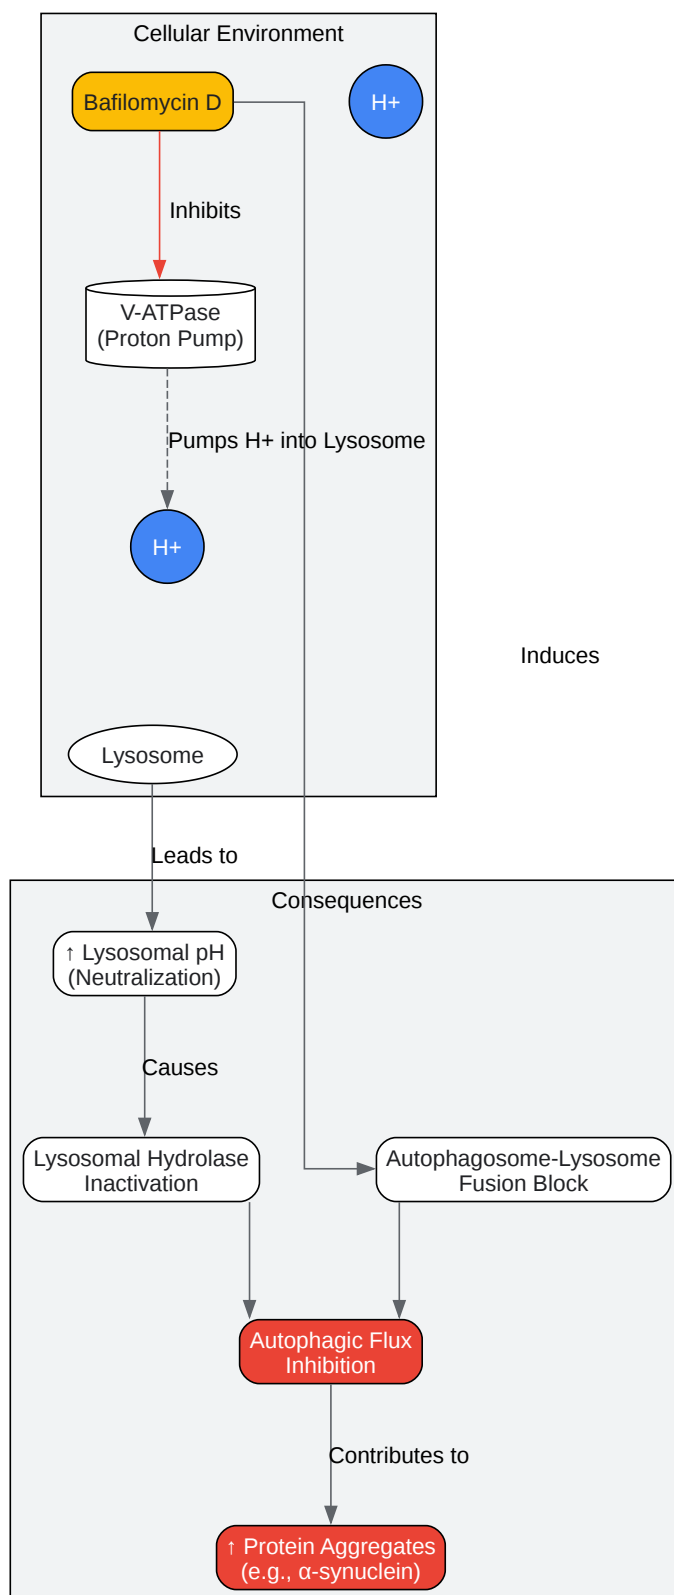 Cellular Environment
Bafilomycin D
H+
Inhibits
V-ATPase
(Proton Pump)
Pumps H+ into Lysosome
H+
Induces
Lysosome
Leads to
Consequences
↑ Lysosomal pH
(Neutralization)
Causes
Lysosomal Hydrolase
Inactivation
Autophagosome-Lysosome
Fusion Block
Autophagic Flux
Inhibition
Contributes to
↑ Protein Aggregates
(e.g., α-synuclein)